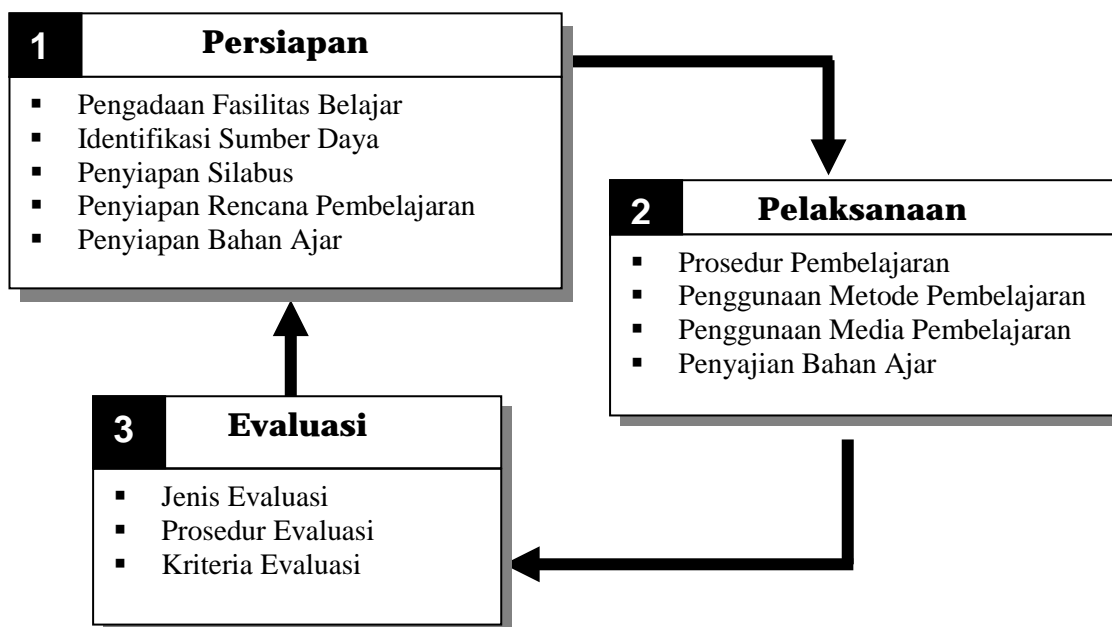 1 Persiapan
▪ Pengadaan Fasilitas Belajar
▪ Identifikasi Sumber Daya
▪ Penyiapan Silabus
▪ Penyiapan Rencana Pembelajaran
▪ Penyiapan Bahan Ajar
2 Pelaksanaan
▪ Prosedur Pembelajaran
▪ Penggunaan Metode Pembelajaran
▪ Penggunaan Media Pembelajaran
▪ Penyajian Bahan Ajar
3 Evaluasi
▪ Jenis Evaluasi
▪ Prosedur Evaluasi
▪ Kriteria Evaluasi